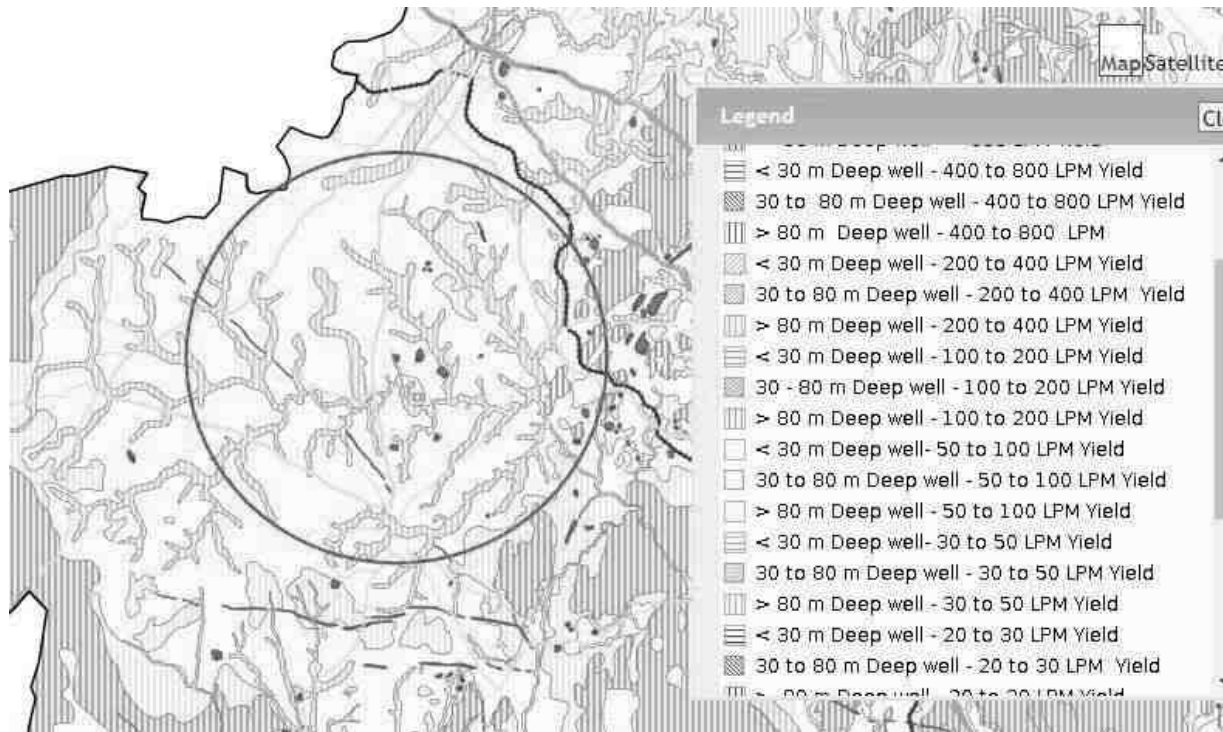 Map Satellite
Legend
Cl
< 30 m Deep well - 400 to 800 LPM Yield
30 to 80 m Deep well - 400 to 800 LPM Yield
> 80 m Deep well - 400 to 800 LPM
< 30 m Deep well - 200 to 400 LPM Yield
30 to 80 m Deep well - 200 to 400 LPM Yield
> 80 m Deep well - 200 to 400 LPM Yield
< 30 m Deep well - 100 to 200 LPM Yield
30 - 80 m Deep well - 100 to 200 LPM Yield
> 80 m Deep well - 100 to 200 LPM Yield
< 30 m Deep well- 50 to 100 LPM Yield
30 to 80 m Deep well - 50 to 100 LPM Yield
> 80 m Deep well - 50 to 100 LPM Yield
< 30 m Deep well- 30 to 50 LPM Yield
30 to 80 m Deep well - 30 to 50 LPM Yield
> 80 m Deep well - 30 to 50 LPM Yield
< 30 m Deep well - 20 to 30 LPM Yield
30 to 80 m Deep well - 20 to 30 LPM Yield